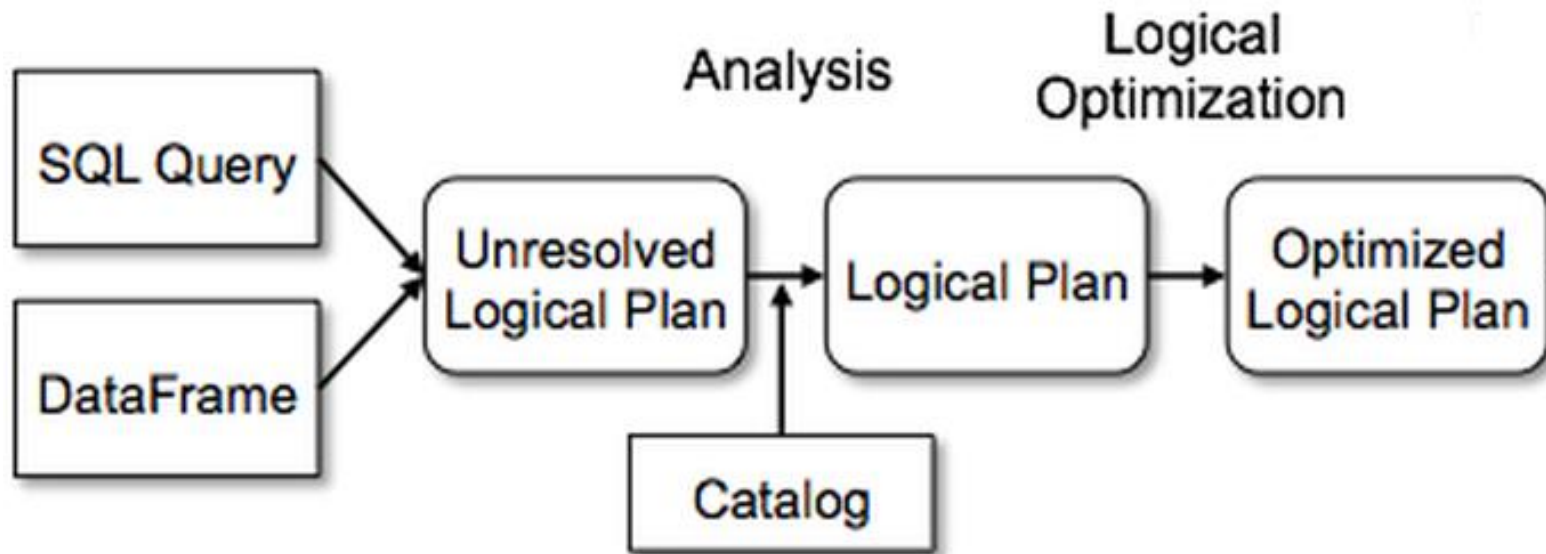 Analysis
Logical
Optimization
SQL Query
DataFrame
Unresolved
Logical Plan
Logical Plan
Optimized
Logical Plan
Catalog